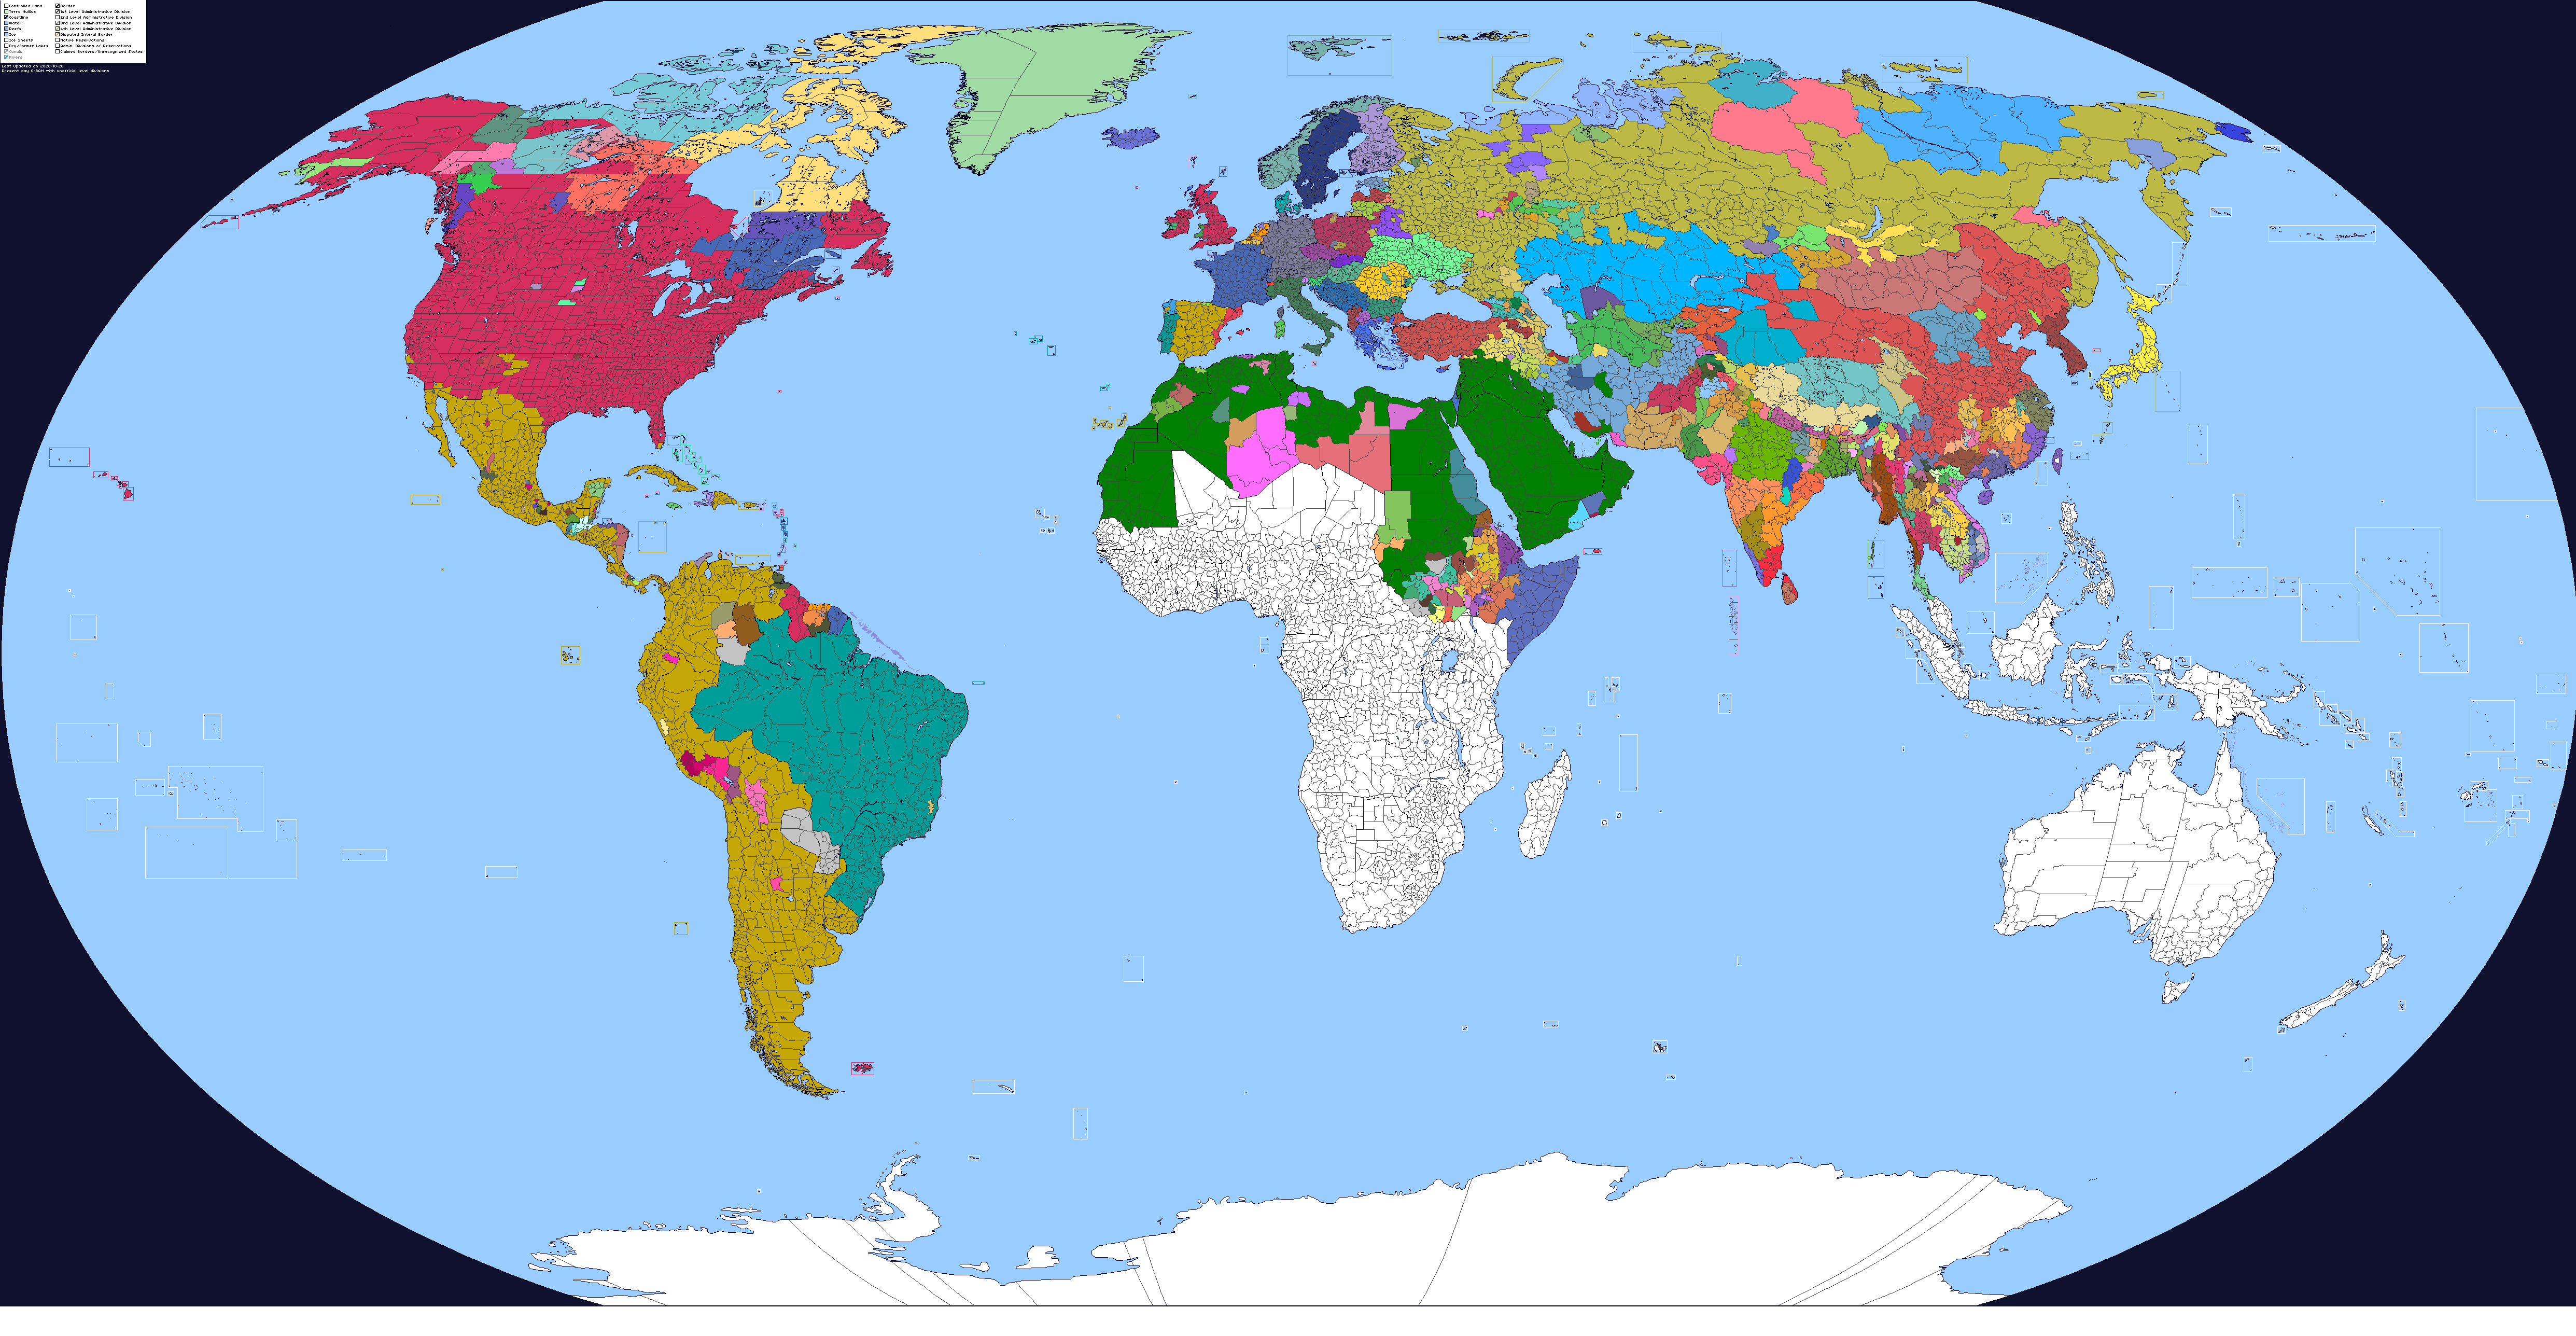 Controlled Land
Terra Nullius
Coastline
Water
Rivers
Ice
Ice Sheets
Dry/Former Lakes
Canals
Rivers
Border
1st Level Administrative Division
2nd Level Administrative Division
3rd Level Administrative Division
4th Level Administrative Division
Disputed Internal Border
Native Reservations
Admin. Divisions of Reservations
Claimed Borders/Unrecognized States
Last Updated on 2020-10-20
Present day Q-BAM with unofficial level divisions